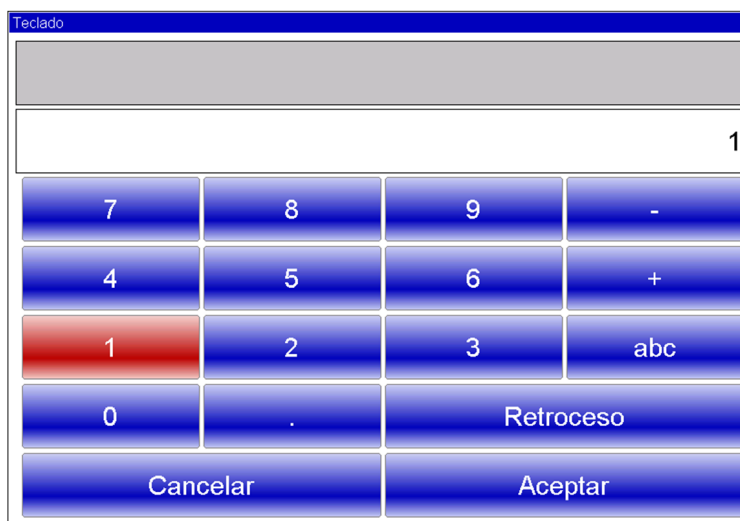 Teclado
1
7 8 9 -
4 5 6 +
1 2 3 abc
0 . Retroceso
Cancelar Aceptar